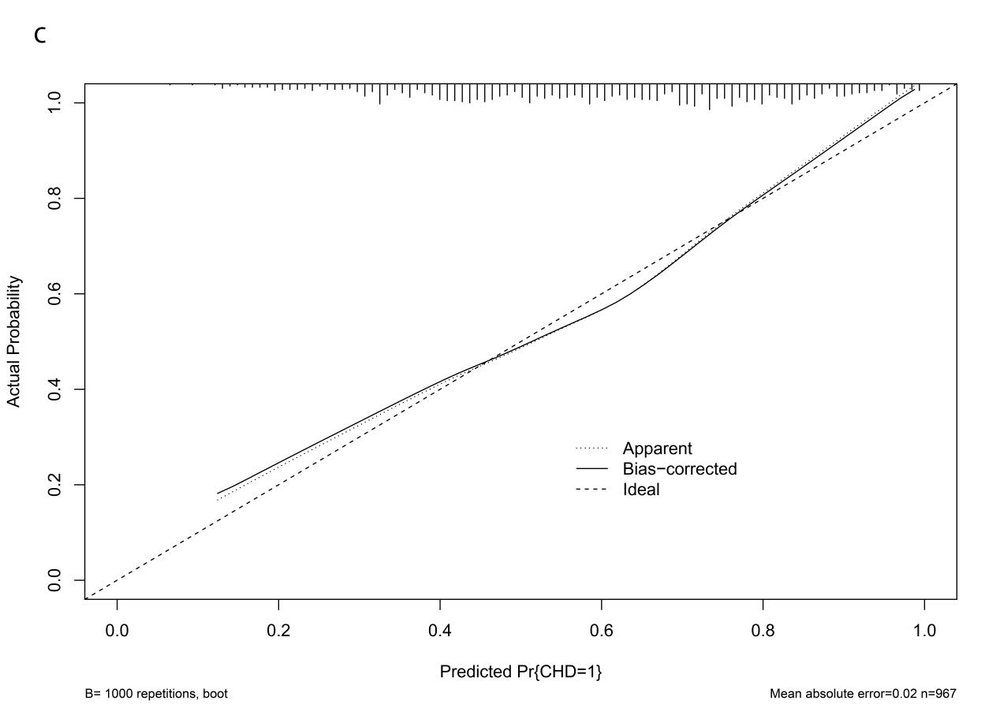 C
1.0
0.8
0.6
0.4
0.2
0.0
Actual Probability
Apparent
Bias−corrected
Ideal
0.0 0.2 0.4 0.6 0.8 1.0
Predicted Pr{CHD=1}
B= 1000 repetitions, boot
Mean absolute error=0.02 n=967